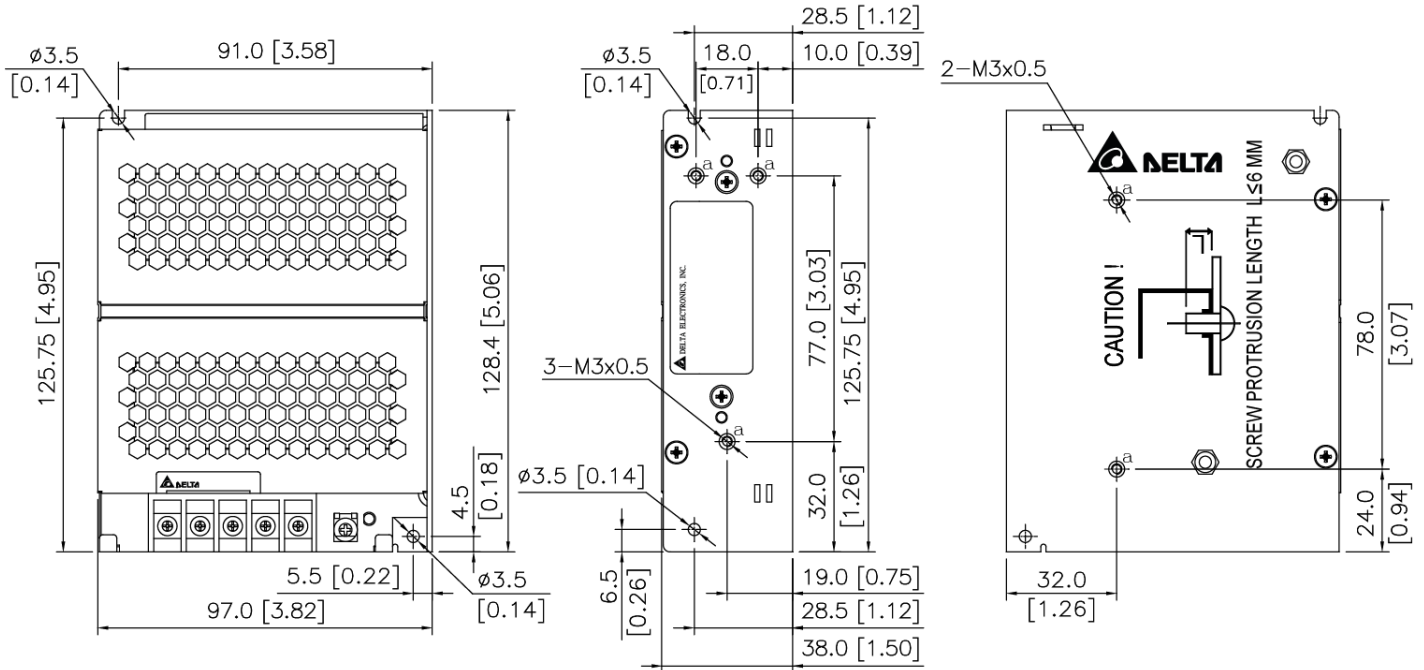 ø3.5
[0.14]
91.0 [3.58]
125.75 [4.95]
128.4 [5.06]
DELTA
4.5
[0.18]
5.5 [0.22]
ø3.5
[0.14]
97.0 [3.82]
28.5 [1.12]
ø3.5
[0.14]
18.0
[0.71]
10.0 [0.39]
a
a
DELTA ELECTRONICS, INC.
77.0 [3.03]
125.75 [4.95]
3-M3x0.5
a
ø3.5 [0.14]
32.0
[1.26]
6.5
[0.26]
19.0 [0.75]
28.5 [1.12]
38.0 [1.50]
2-M3x0.5
DELTA
a
CAUTION !
L
SCREW PROTRUSION LENGTH L≤6 MM
78.0
[3.07]
a
24.0
[0.94]
32.0
[1.26]